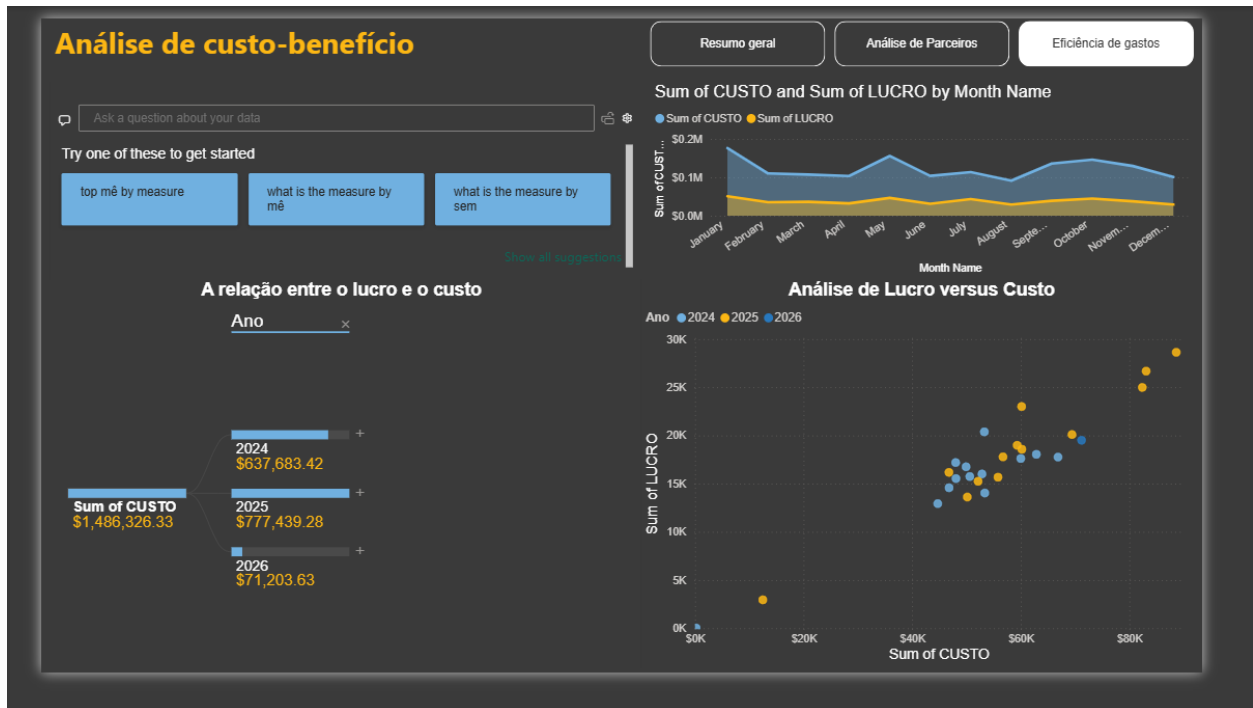 Análise de custo-benefício
Resumo geral
Análise de Parceiros
Eficiência de gastos
Ask a question about your data
Try one of these to get started
top mê by measure
what is the measure by
mê
what is the measure by
sem
Show all suggestions
Sum of CUSTO and Sum of LUCRO by Month Name
Sum of CUSTO Sum of LUCRO
Sum of CUST...
$0.2M
$0.1M
$0.0M
January February March April May June July August Septe... October Novem... Decem...
Month Name
A relação entre o lucro e o custo
Ano
Sum of CUSTO
$1,486,326.33
2024
$637,683.42
2025
$777,439.28
2026
$71,203.63
Análise de Lucro versus Custo
Ano 2024 2025 2026
Sum of LUCRO
30K
25K
20K
15K
10K
5K
0K
$0K $20K $40K $60K $80K
Sum of CUSTO